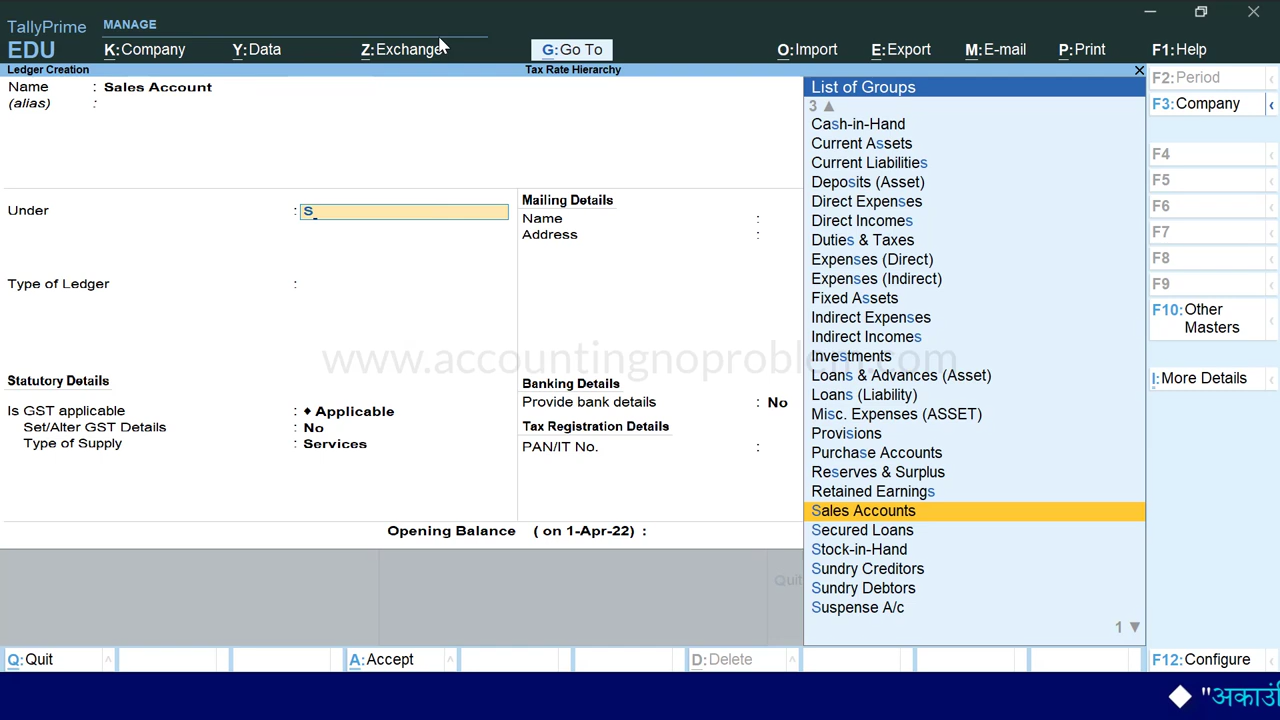 TallyPrime
MANAGE
EDU
K:Company
Y:Data
Z:Exchange
G:Go To
O:Import
E:Export
M:E-mail
P:Print
F1:Help
Ledger Creation
Tax Rate Hierarchy
Name : Sales Account
(alias) :
Under : S
Type of Ledger :
Statutory Details
Is GST applicable : ♦ Applicable
Set/Alter GST Details : No
Type of Supply : Services
Mailing Details
Name :
Address :
Banking Details
Provide bank details : No
Tax Registration Details
PAN/IT No. :
Opening Balance ( on 1-Apr-22) :
www.accountingnoproblem.com
Quit
List of Groups
3 ▲
Cash-in-Hand
Current Assets
Current Liabilities
Deposits (Asset)
Direct Expenses
Direct Incomes
Duties & Taxes
Expenses (Direct)
Expenses (Indirect)
Fixed Assets
Indirect Expenses
Indirect Incomes
Investments
Loans & Advances (Asset)
Loans (Liability)
Misc. Expenses (ASSET)
Provisions
Purchase Accounts
Reserves & Surplus
Retained Earnings
Sales Accounts
Secured Loans
Stock-in-Hand
Sundry Creditors
Sundry Debtors
Suspense A/c
1 ▼
F2:Period
F3:Company
F4
F5
F6
F7
F8
F9
F10:Other
Masters
I:More Details
Q:Quit
A:Accept
D:Delete
F12:Configure